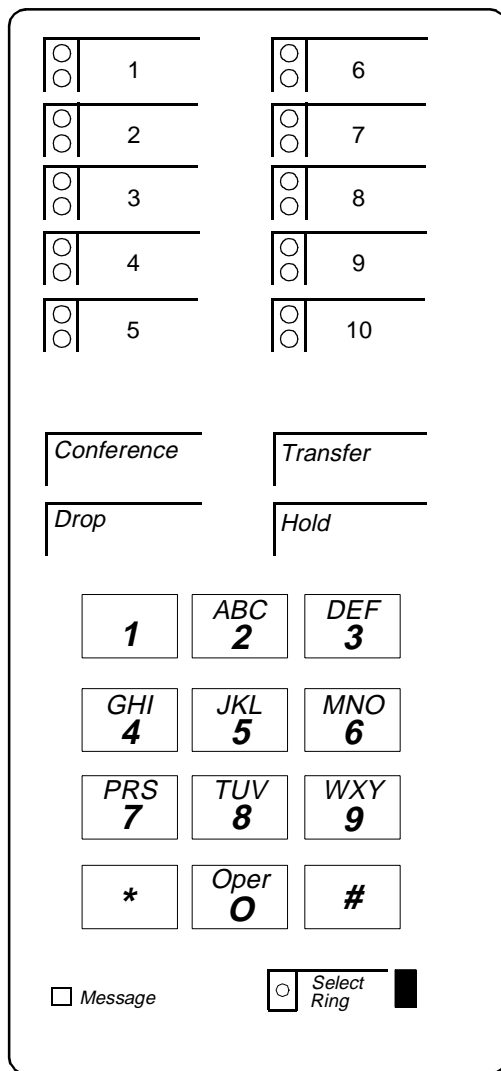 1 6
2 7
3 8
4 9
5 10
Conference Transfer
Drop Hold
ABC DEF
1 2 3
GHI JKL MNO
4 5 6
PRS TUV WXY
7 8 9
Oper
* O #
Select
Message Ring